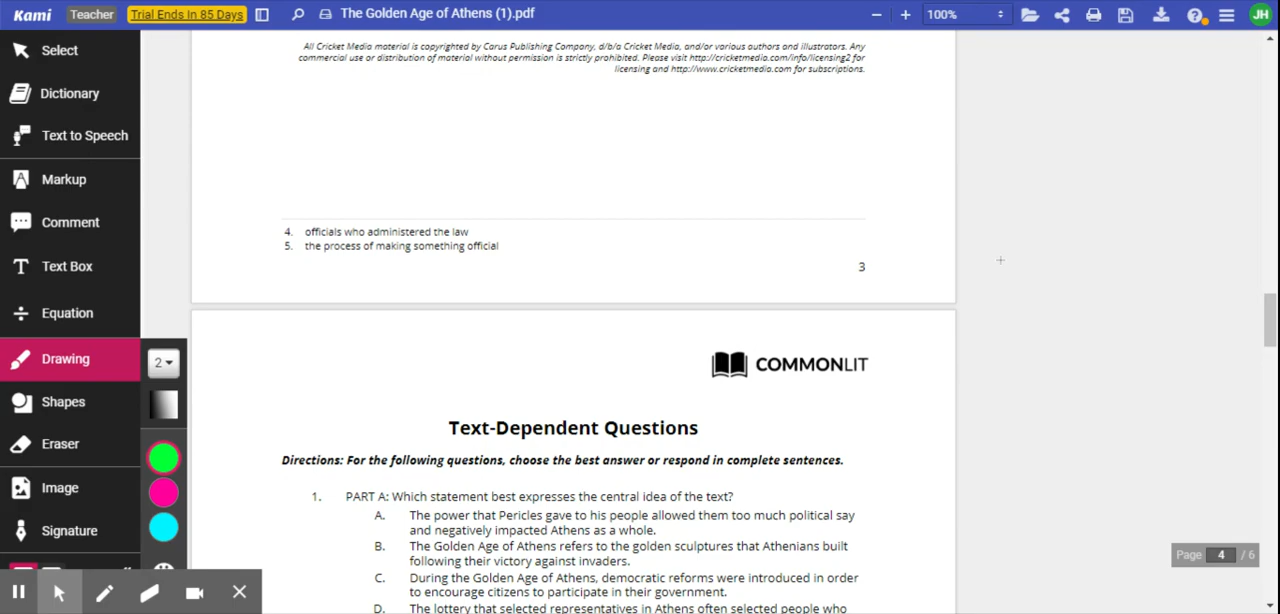 Kami Teacher Trial Ends In 85 Days The Golden Age of Athens (1).pdf 100% JH
Select
Dictionary
Text to Speech
Markup
Comment
Text Box
Equation
Drawing
2
Shapes
Eraser
Image
Signature
All Cricket Media material is copyrighted by Carus Publishing Company, d/b/a Cricket Media, and/or various authors and illustrators. Any
commercial use or distribution of material without permission is strictly prohibited. Please visit http://cricketmedia.com/info/licensing2 for
licensing and http://www.cricketmedia.com for subscriptions.
4. officials who administered the law
5. the process of making something official
3
COMMONLIT
Text-Dependent Questions
Directions: For the following questions, choose the best answer or respond in complete sentences.
1. PART A: Which statement best expresses the central idea of the text?
A. The power that Pericles gave to his people allowed them too much political say
and negatively impacted Athens as a whole.
B. The Golden Age of Athens refers to the golden sculptures that Athenians built
following their victory against invaders.
C. During the Golden Age of Athens, democratic reforms were introduced in order
to encourage citizens to participate in their government.
D. The lottery that selected representatives in Athens often selected people who
Page 4 / 6